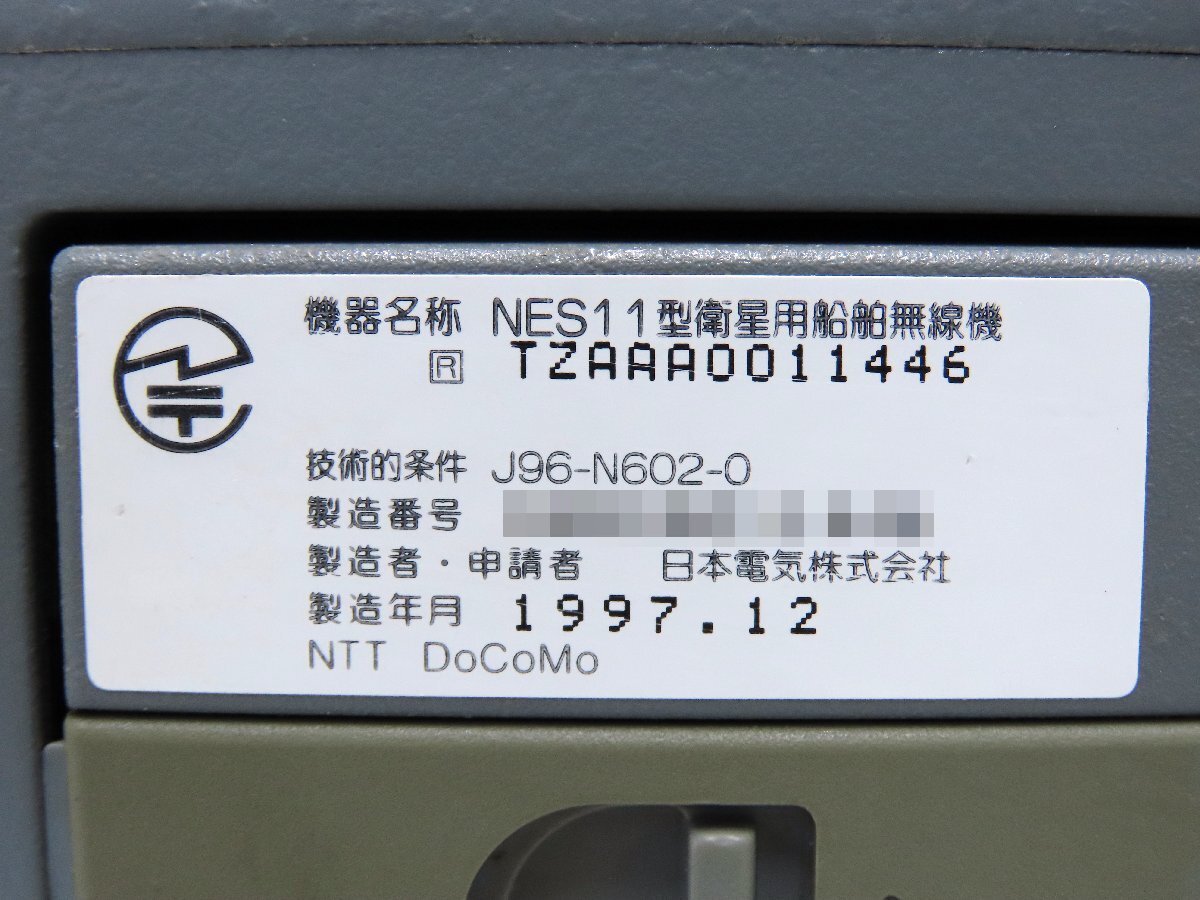 機器名称 NES11型衛星用船舶無線機
R TZAAA0011446
技術的条件 J96-N602-0
製造番号
製造者・申請者 日本電気株式会社
製造年月 1997.12
NTT DoCoMo